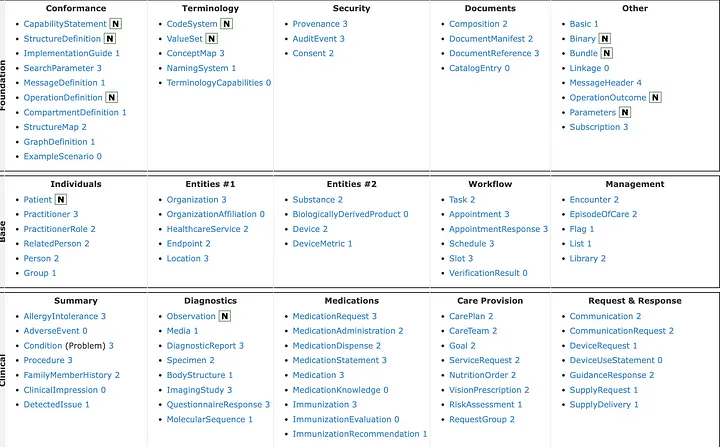 Foundation
Conformance
CapabilityStatement N
StructureDefinition N
ImplementationGuide 1
SearchParameter 3
MessageDefinition 1
OperationDefinition N
CompartmentDefinition 1
StructureMap 2
GraphDefinition 1
ExampleScenario 0
Terminology
CodeSystem N
ValueSet N
ConceptMap 3
NamingSystem 1
TerminologyCapabilities 0
Security
Provenance 3
AuditEvent 3
Consent 2
Documents
Composition 2
DocumentManifest 2
DocumentReference 3
CatalogEntry 0
Other
Basic 1
Binary N
Bundle N
Linkage 0
MessageHeader 4
OperationOutcome N
Parameters N
Subscription 3
Base
Individuals
Patient N
Practitioner 3
PractitionerRole 2
RelatedPerson 2
Person 2
Group 1
Entities #1
Organization 3
OrganizationAffiliation 0
HealthcareService 2
Endpoint 2
Location 3
Entities #2
Substance 2
BiologicallyDerivedProduct 0
Device 2
DeviceMetric 1
Workflow
Task 2
Appointment 3
AppointmentResponse 3
Schedule 3
Slot 3
VerificationResult 0
Management
Encounter 2
EpisodeOfCare 2
Flag 1
List 1
Library 2
Clinical
Summary
AllergyIntolerance 3
AdverseEvent 0
Condition (Problem) 3
Procedure 3
FamilyMemberHistory 2
ClinicalImpression 0
DetectedIssue 1
Diagnostics
Observation N
Media 1
DiagnosticReport 3
Specimen 2
BodyStructure 1
ImagingStudy 3
QuestionnaireResponse 3
MolecularSequence 1
Medications
MedicationRequest 3
MedicationAdministration 2
MedicationDispense 2
MedicationStatement 3
Medication 3
MedicationKnowledge 0
Immunization 3
ImmunizationEvaluation 0
ImmunizationRecommendation 1
Care Provision
CarePlan 2
CareTeam 2
Goal 2
ServiceRequest 2
NutritionOrder 2
VisionPrescription 2
RiskAssessment 1
RequestGroup 2
Request & Response
Communication 2
CommunicationRequest 2
DeviceRequest 1
DeviceUseStatement 0
GuidanceResponse 2
SupplyRequest 1
SupplyDelivery 1